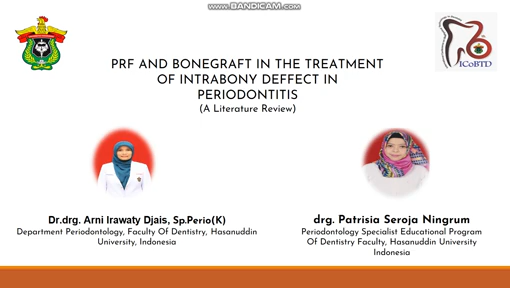 www.BANDICAM.com
PRF AND BONEGRAFT IN THE TREATMENT
OF INTRABONY DEFFECT IN
PERIODONTITIS
(A Literature Review)
ICoBTD
Dr.drg. Arni Irawaty Djais, Sp.Perio(K)
Department Periodontology, Faculty Of Dentistry, Hasanuddin
University, Indonesia
drg. Patrisia Seroja Ningrum
Periodontology Specialist Educational Program
Of Dentistry Faculty, Hasanuddin University
Indonesia